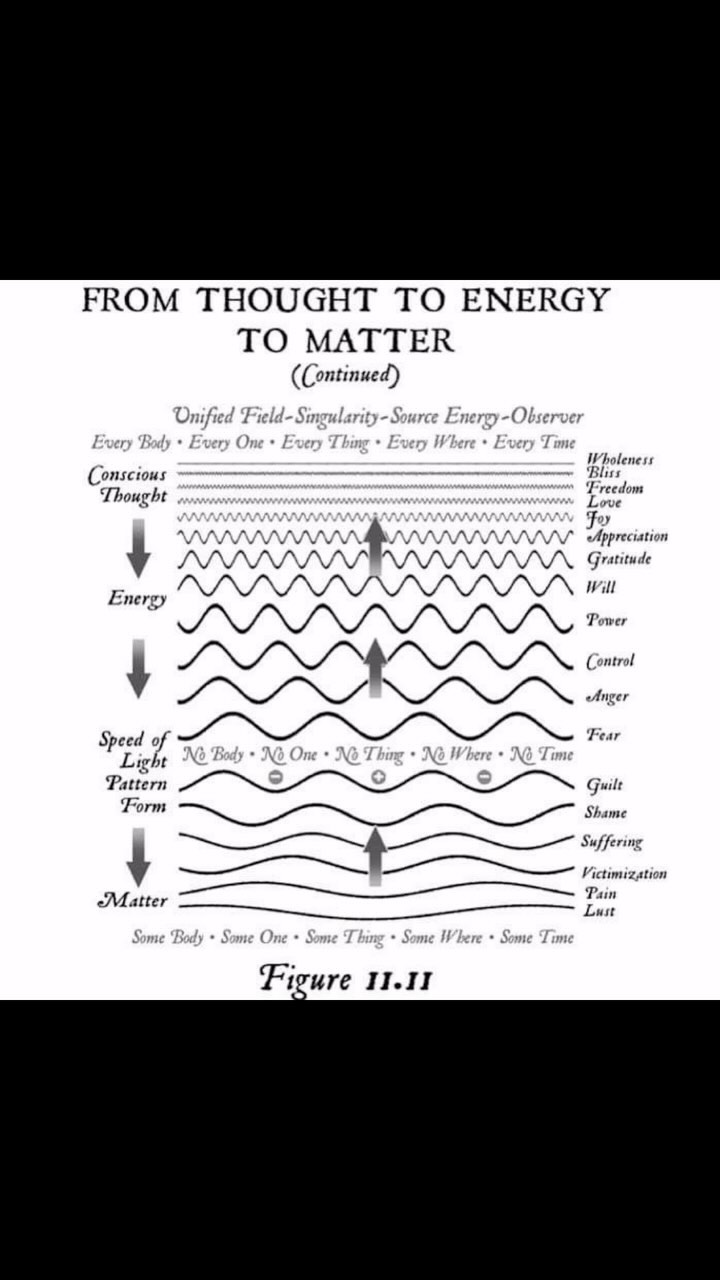 FROM THOUGHT TO ENERGY
TO MATTER
(Continued)
Unified Field-Singularity-Source Energy-Observer
Every Body • Every One • Every Thing • Every Where • Every Time
Conscious
Thought
Energy
Speed of
Light
Pattern
Form
Matter
Wholeness
Bliss
Freedom
Love
Joy
Appreciation
Gratitude
Will
Power
Control
Anger
Fear
No Body • No One • No Thing • No Where • No Time
Guilt
Shame
Suffering
Victimization
Pain
Lust
Some Body • Some One • Some Thing • Some Where • Some Time
Figure 11.11